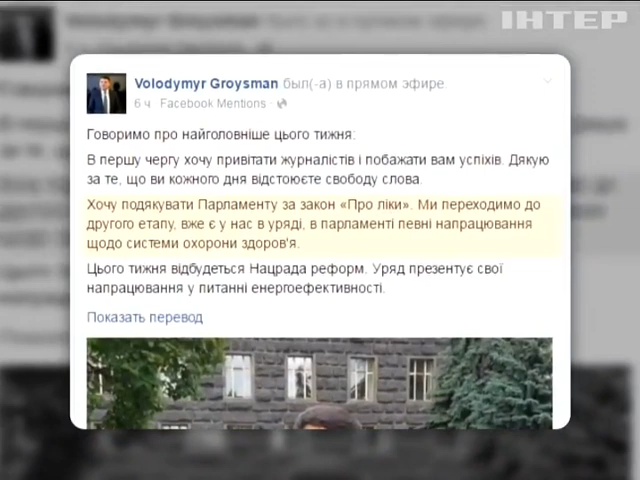 ІНТЕР
Volodymyr Groysman был(-а) в прямом эфире.
6 ч · Facebook Mentions ·
Говоримо про найголовніше цього тижня:
В першу чергу хочу привітати журналістів і побажати вам успіхів. Дякую
за те, що ви кожного дня відстоюєте свободу слова.
Хочу подякувати Парламенту за закон «Про ліки». Ми переходимо до
другого етапу, вже є у нас в уряді, в парламенті певні напрацювання
щодо системи охорони здоров'я.
Цього тижня відбудеться Нацрада реформ. Уряд презентує свої
напрацювання у питанні енергоефективності.
Показать перевод